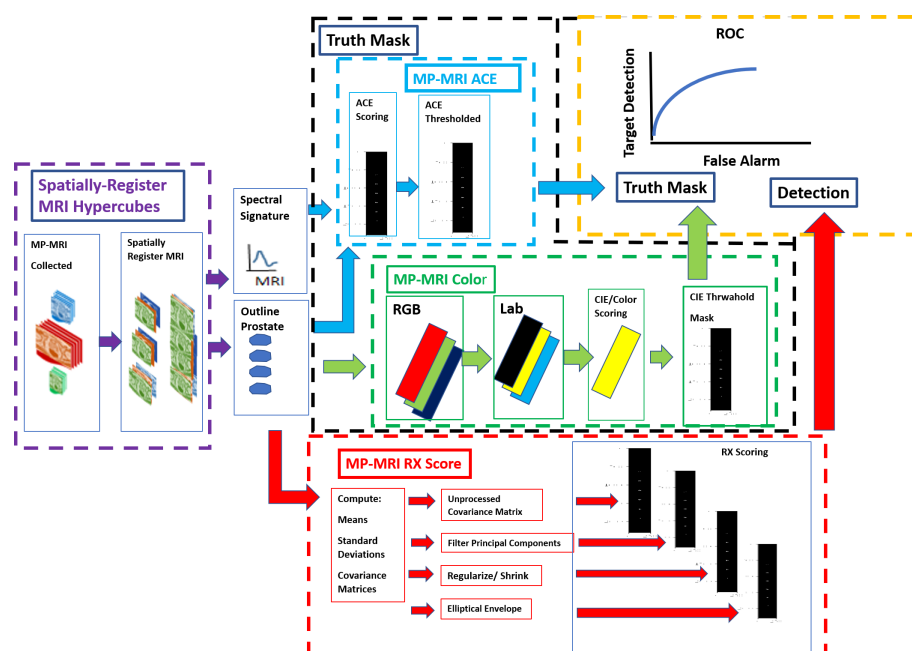 Truth Mask
MP-MRI ACE
ACE
Scoring
ACE
Thresholded
ROC
Target Detection
False Alarm
Truth Mask
Detection
Spatially-Register
MRI Hypercubes
MP-MRI
Collected
Spatially
Register MRI
Spectral
Signature
MRI
Outline
Prostate
MP-MRI Color
RGB
Lab
CIE/Color
Scoring
CIE Thrwahold
Mask
MP-MRI RX Score
Compute:
Means
Standard
Deviations
Covariance
Matrices
Unprocessed
Covariance Matrix
Filter Principal Components
Regularize/ Shrink
Elliptical Envelope
RX Scoring